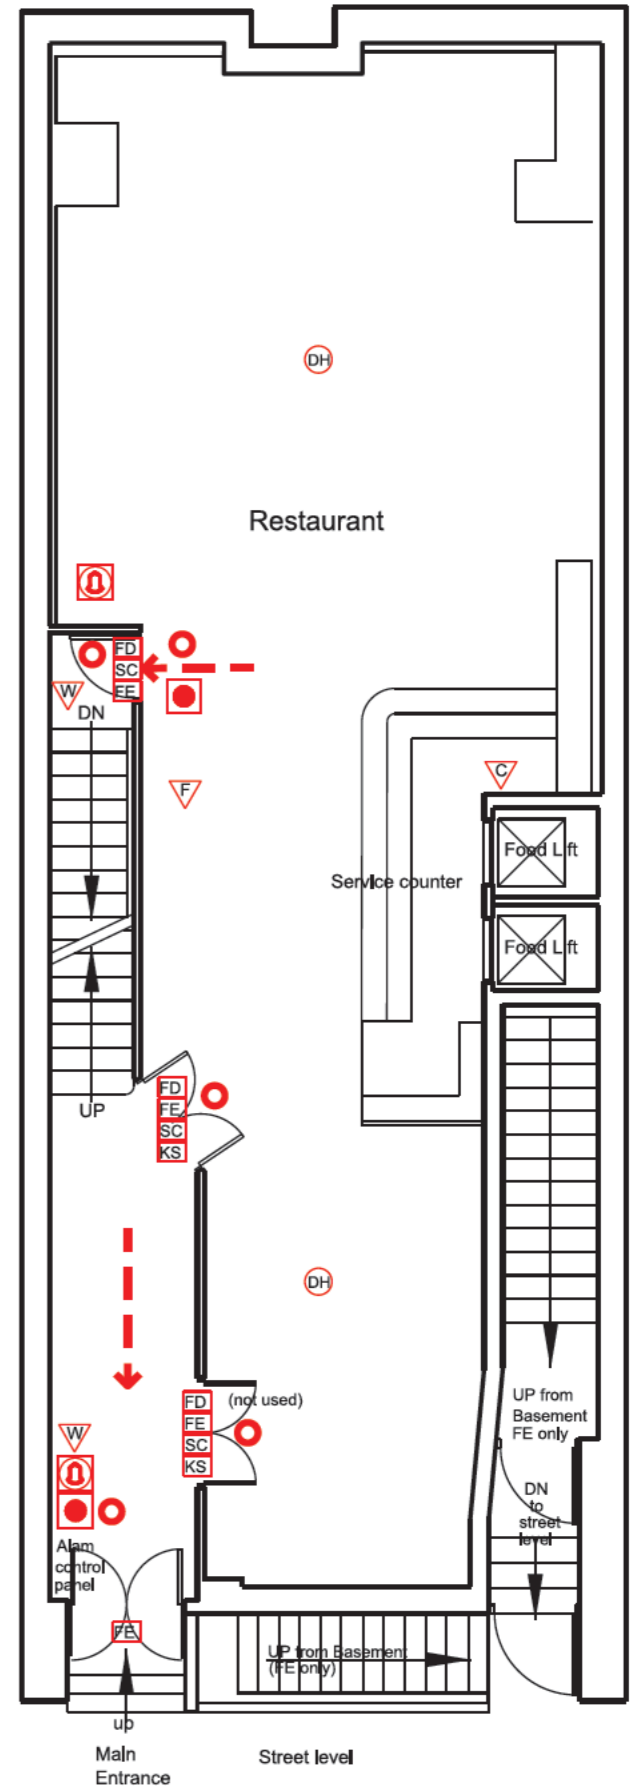 DH
Restaurant
FD
SC
EE
W
DN
F
C
Food Lift
Service counter
Food Lift
FD
FE
SC
KS
UP
DH
FD
(not used)
FE
SC
KS
UP from
Basement
FE only
W
DN
to
street
level
Alam
control
panel
FE
UP from Basement
(FE only)
up
Main
Entrance
Street level